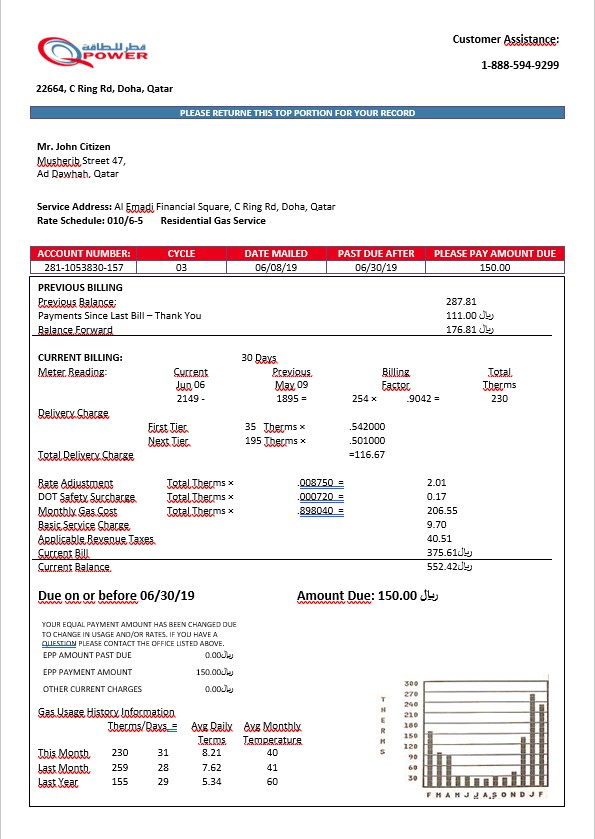 قطر للطاقة
POWER
Customer Assistance:
1-888-594-9299
22664, C Ring Rd, Doha, Qatar
PLEASE RETURNE THIS TOP PORTION FOR YOUR RECORD
Mr. John Citizen
Musherib Street 47,
Ad Dawhah, Qatar
Service Address: Al Emadi Financial Square, C Ring Rd, Doha, Qatar
Rate Schedule: 010/6-5 Residential Gas Service
ACCOUNT NUMBER: CYCLE DATE MAILED PAST DUE AFTER PLEASE PAY AMOUNT DUE
281-1053830-157 03 06/08/19 06/30/19 150.00
PREVIOUS BILLING
Previous Balance: 287.81
Payments Since Last Bill – Thank You 111.00 ﷼
Balance Forward 176.81 ﷼
CURRENT BILLING: 30 Days
Meter Reading: Current Previous Billing Total
Jun 06 May 09 Factor Therms
2149 - 1895 = 254 × .9042 = 230
Delivery Charge
First Tier 35 Therms × .542000
Next Tier 195 Therms × .501000
Total Delivery Charge =116.67
Rate Adjustment Total Therms × .008750 = 2.01
DOT Safety Surcharge Total Therms × .000720 = 0.17
Monthly Gas Cost Total Therms × .898040 = 206.55
Basic Service Charge 9.70
Applicable Revenue Taxes 40.51
Current Bill 375.61﷼
Current Balance 552.42﷼
Due on or before 06/30/19 Amount Due: 150.00 ﷼
YOUR EQUAL PAYMENT AMOUNT HAS BEEN CHANGED DUE
TO CHANGE IN USAGE AND/OR RATES. IF YOU HAVE A
QUESTION PLEASE CONTACT THE OFFICE LISTED ABOVE.
EPP AMOUNT PAST DUE 0.00﷼
EPP PAYMENT AMOUNT 150.00﷼
OTHER CURRENT CHARGES 0.00﷼
Gas Usage History Information
Therms/Days = Avg Daily Avg Monthly
Terms Temperature
This Month 230 31 8.21 40
Last Month 259 28 7.62 41
Last Year 155 29 5.34 60
THERMS
300
270
240
210
180
150
120
90
60
30
F M A M J J A S O N D J F